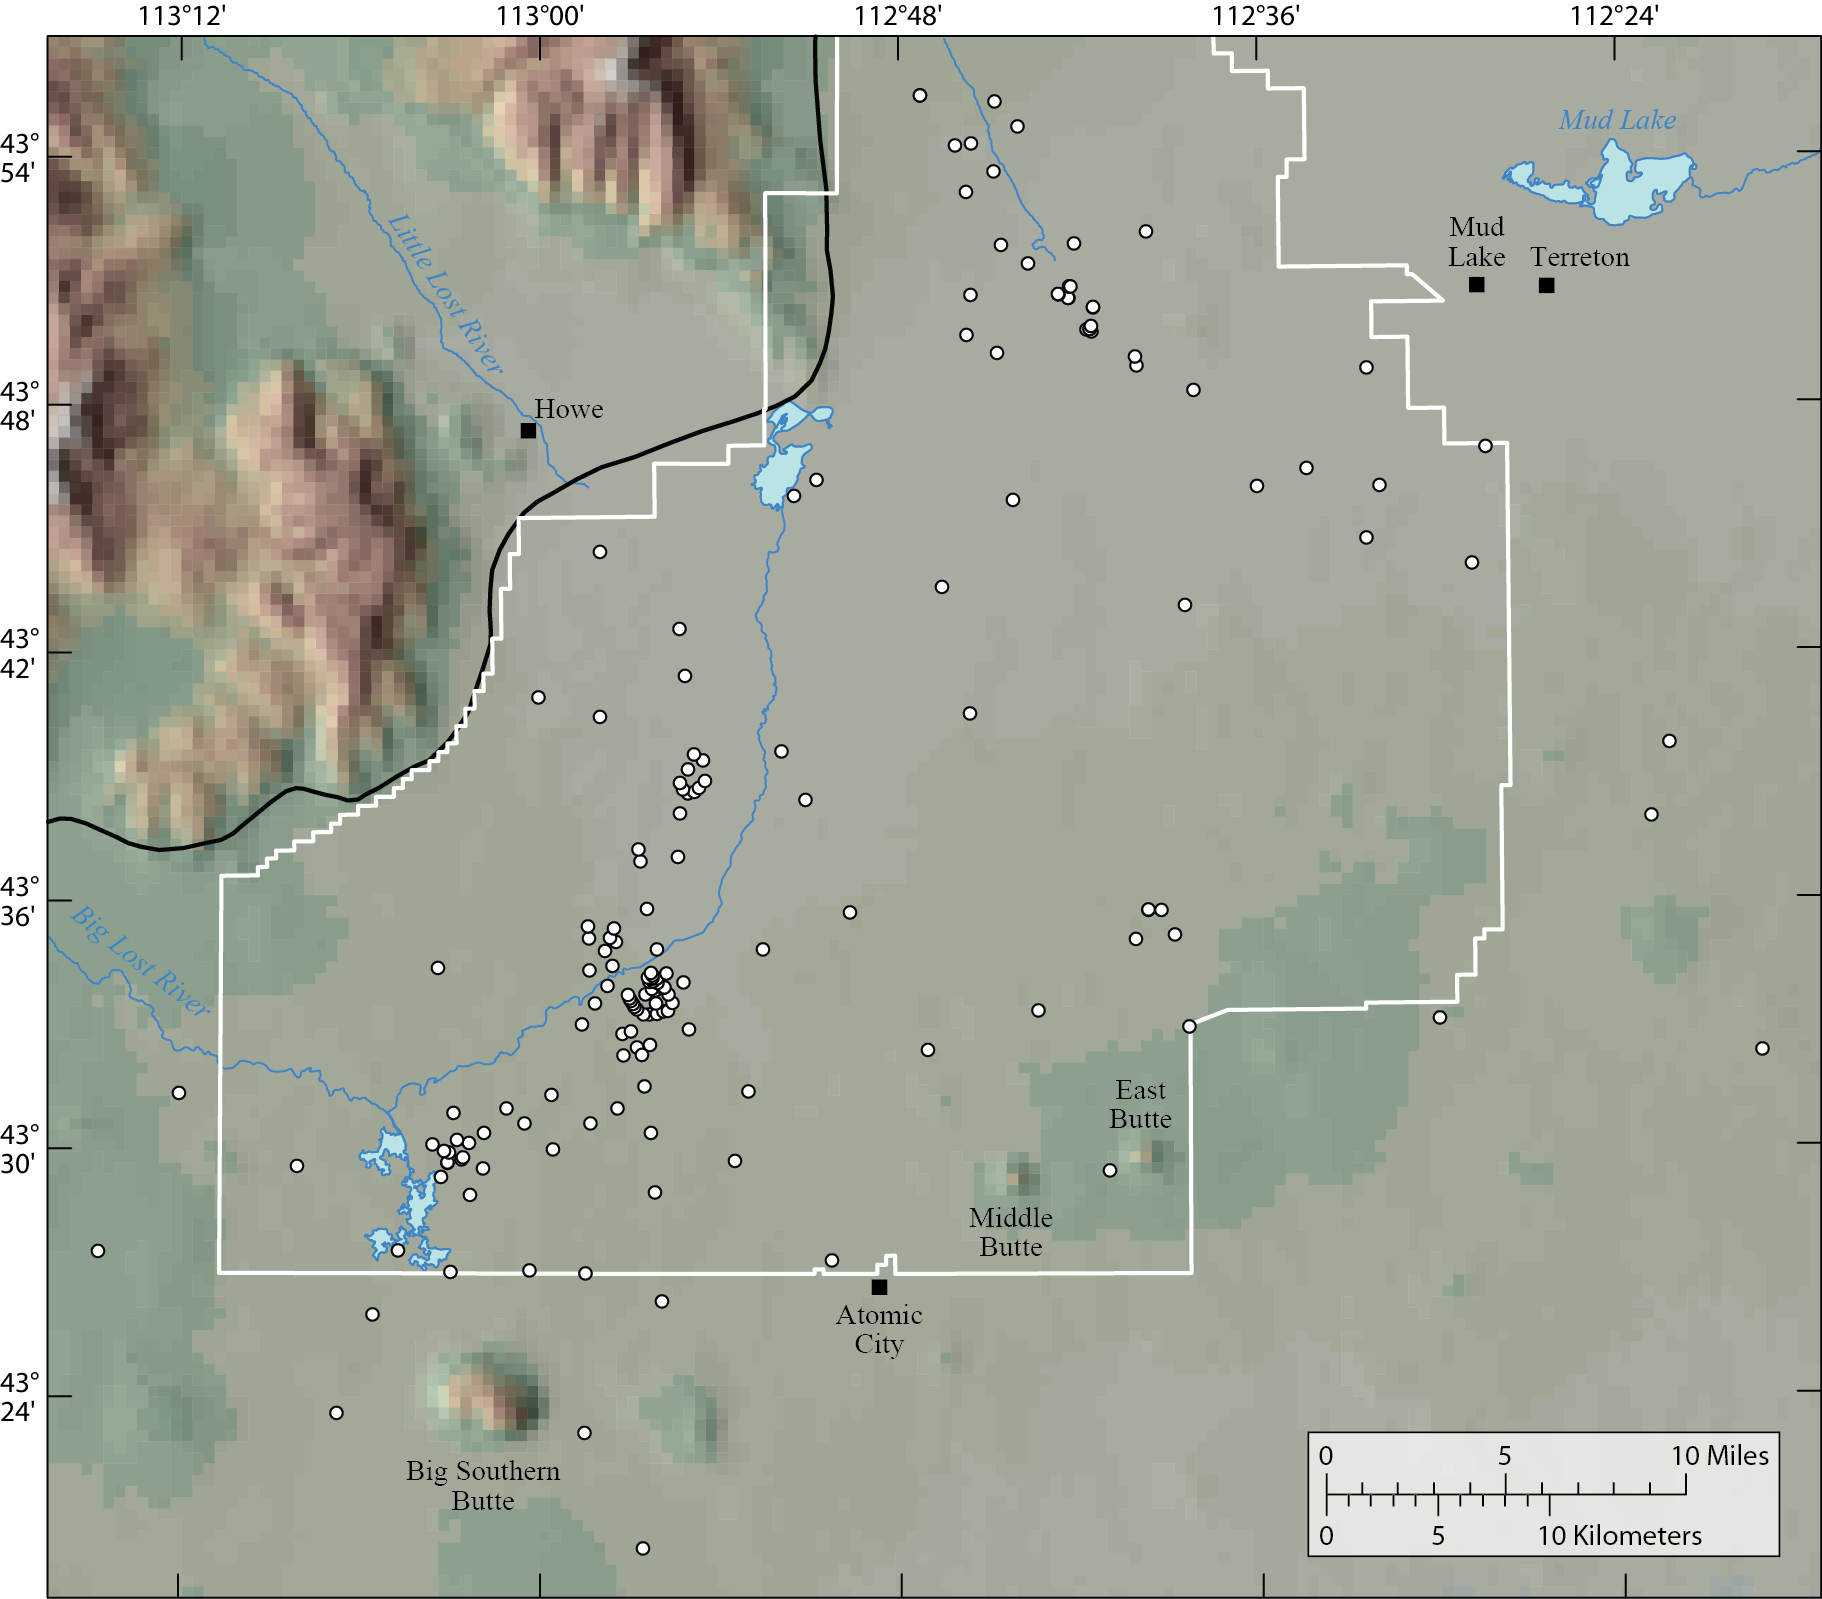 113°12'
113°00'
112°48'
112°36'
112°24'
43°
54'
Mud Lake
Little Lost River
Mud
Lake
Terreton
43°
48'
Howe
43°
42'
43°
36'
Big Lost River
43°
30'
East
Butte
Middle
Butte
Atomic
City
43°
24'
Big Southern
Butte
0 5 10 Miles
0 5 10 Kilometers